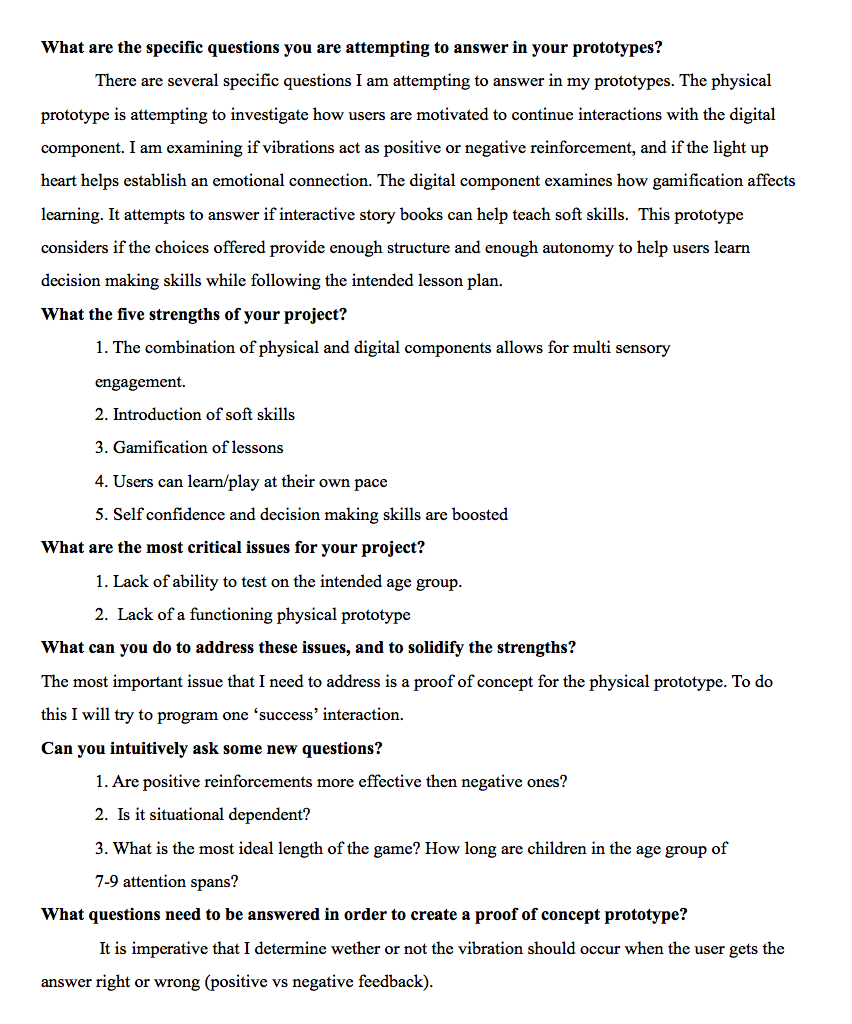 What are the specific questions you are attempting to answer in your prototypes?
There are several specific questions I am attempting to answer in my prototypes. The physical
prototype is attempting to investigate how users are motivated to continue interactions with the digital
component. I am examining if vibrations act as positive or negative reinforcement, and if the light up
heart helps establish an emotional connection. The digital component examines how gamification affects
learning. It attempts to answer if interactive story books can help teach soft skills.  This prototype
considers if the choices offered provide enough structure and enough autonomy to help users learn
decision making skills while following the intended lesson plan.
What the five strengths of your project?
1. The combination of physical and digital components allows for multi sensory
engagement.
2. Introduction of soft skills
3. Gamification of lessons
4. Users can learn/play at their own pace
5. Self confidence and decision making skills are boosted
What are the most critical issues for your project?
1. Lack of ability to test on the intended age group.
2.  Lack of a functioning physical prototype
What can you do to address these issues, and to solidify the strengths?
The most important issue that I need to address is a proof of concept for the physical prototype. To do
this I will try to program one ‘success’ interaction.
Can you intuitively ask some new questions?
1. Are positive reinforcements more effective then negative ones?
2.  Is it situational dependent?
3. What is the most ideal length of the game? How long are children in the age group of
7-9 attention spans?
What questions need to be answered in order to create a proof of concept prototype?
It is imperative that I determine wether or not the vibration should occur when the user gets the
answer right or wrong (positive vs negative feedback).